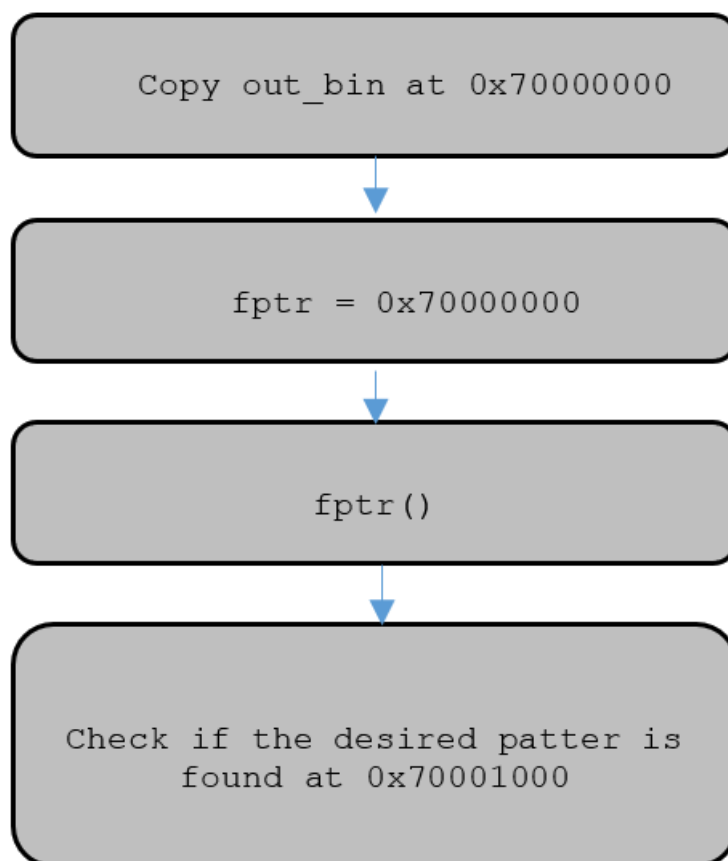 Copy out_bin at 0x70000000
fptr = 0x70000000
fptr()
Check if the desired patter is
found at 0x70001000